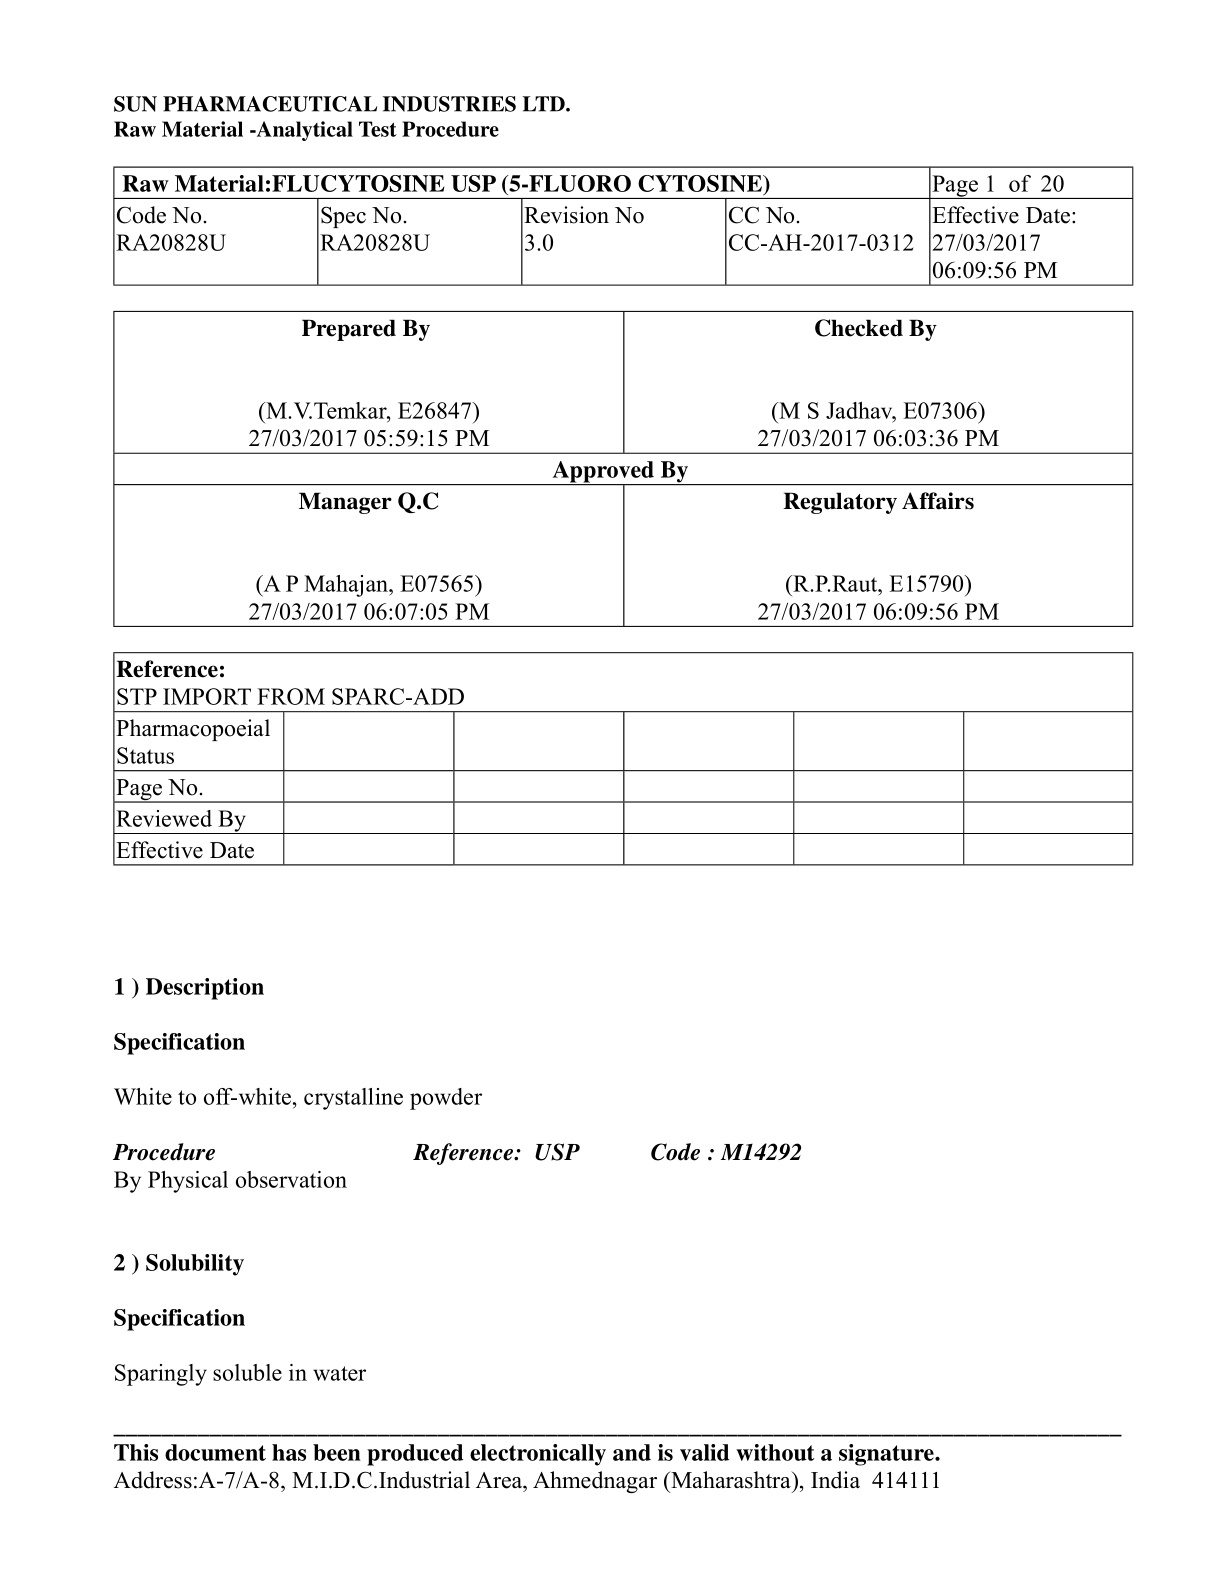 SUN PHARMACEUTICAL INDUSTRIES LTD.
Raw Material -Analytical Test Procedure
Raw Material:FLUCYTOSINE USP (5-FLUORO CYTOSINE)
Page 1 of 20
Code No.
RA20828U
Spec No.
RA20828U
Revision No
3.0
CC No.
CC-AH-2017-0312
Effective Date:
27/03/2017
06:09:56 PM
Prepared By
(M.V.Temkar, E26847)
27/03/2017 05:59:15 PM
Checked By
(M S Jadhav, E07306)
27/03/2017 06:03:36 PM
Approved By
Manager Q.C
(A P Mahajan, E07565)
27/03/2017 06:07:05 PM
Regulatory Affairs
(R.P.Raut, E15790)
27/03/2017 06:09:56 PM
Reference:
STP IMPORT FROM SPARC-ADD
Pharmacopoeial
Status
Page No.
Reviewed By
Effective Date
1 ) Description
Specification
White to off-white, crystalline powder
Procedure Reference: USP Code : M14292
By Physical observation
2 ) Solubility
Specification
Sparingly soluble in water
This document has been produced electronically and is valid without a signature.
Address:A-7/A-8, M.I.D.C.Industrial Area, Ahmednagar (Maharashtra), India 414111